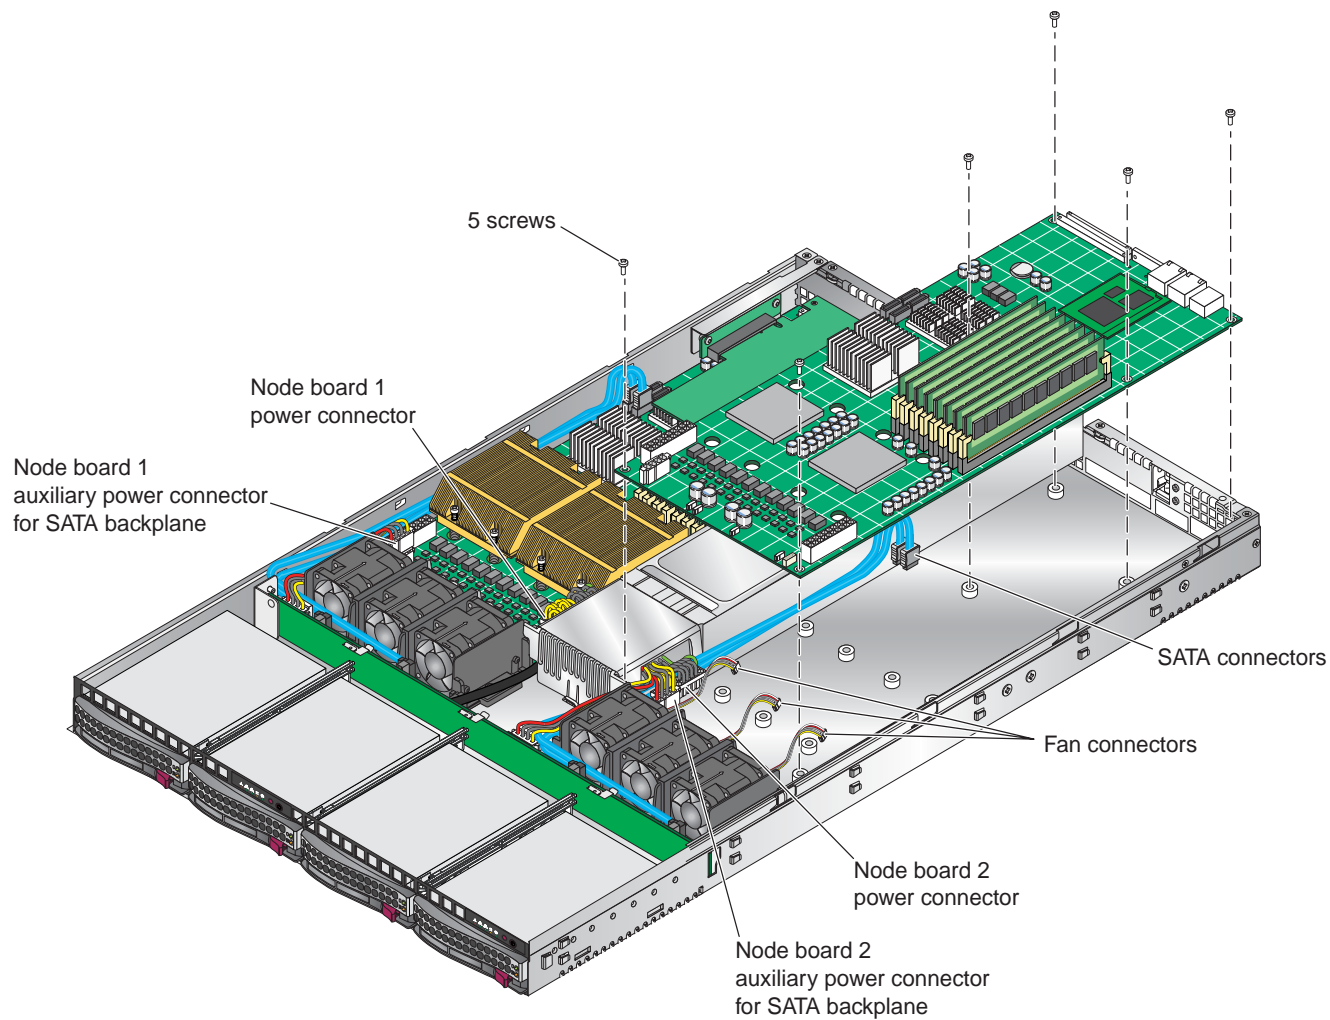 5 screws
Node board 1
power connector
Node board 1
auxiliary power connector
for SATA backplane
SATA connectors
Fan connectors
Node board 2
power connector
Node board 2
auxiliary power connector
for SATA backplane